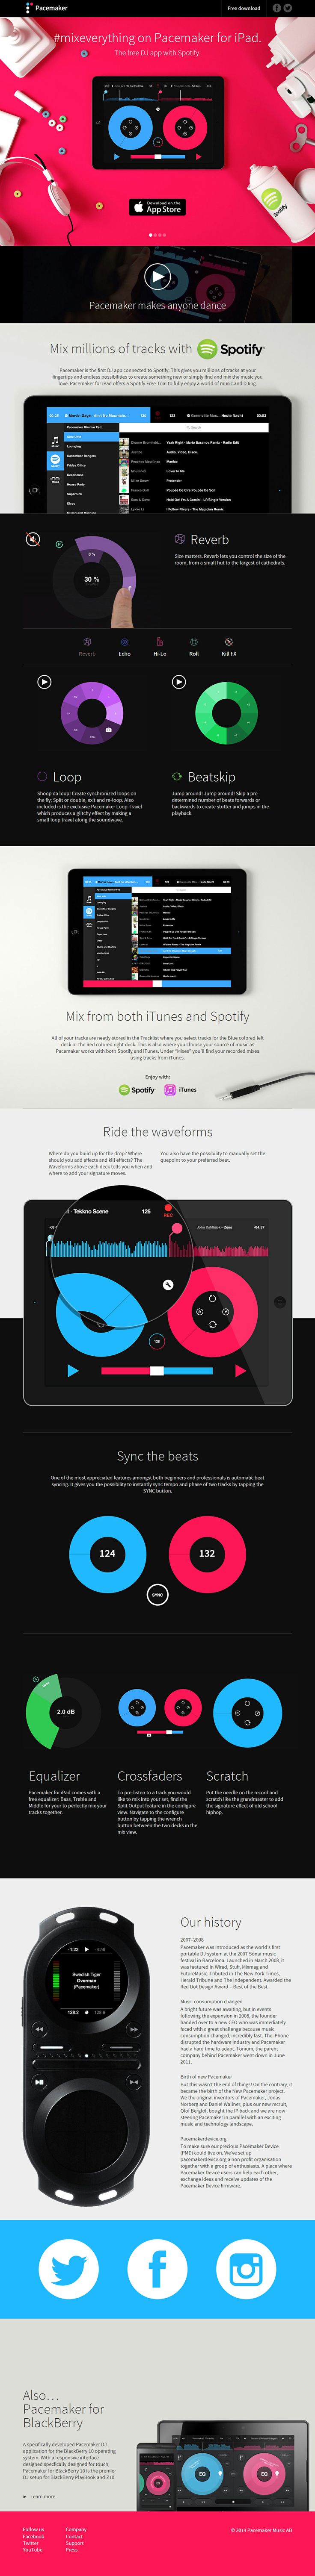 Pacemaker
Free download
#mixeverything on Pacemaker for iPad.
The free DJ app with Spotify.
Download on the
App Store
Spotify
Pacemaker makes anyone dance
Mix millions of tracks with Spotify
Pacemaker is the first DJ app connected to Spotify. This gives you millions of tracks at your
fingertips and endless possibilities to create something new or simply find and mix the music you
love. Pacemaker for iPad offers a Spotify Free Trial to fully enjoy a world of music and DJing.
Reverb
Size matters. Reverb lets you control the size of the
room, from a small hut to the largest of cathedrals.
0 %
30 %
Reverb
Echo
Hi-Lo
Roll
Kill FX
Loop
Shoop da loop! Create synchronized loops on
the fly; Split or double, exit and re-loop. Also
included is the exclusive Pacemaker Loop Travel
which produces a glitchy effect by making a
small loop travel along the soundwave.
Beatskip
Jump around! Jump around! Skip a pre-
determined number of beats forwards or
backwards to create stutter and jumps in the
playback.
Mix from both iTunes and Spotify
All of your tracks are neatly stored in the Tracklist where you select tracks for the Blue colored left
deck or the Red colored right deck. This is also where you choose your source of music as
Pacemaker works with both Spotify and iTunes. Under "Mixes" you'll find your recorded mixes
using tracks from iTunes.
Enjoy with:
Spotify
iTunes
Ride the waveforms
Where do you build up for the drop? Where
should you add effects and kill effects? The
Waveforms above each deck tells you when and
where to add your signature moves.
You also have the possibility to manually set the
quepoint to your preferred beat.
- Tekkno Scene
125
REC
-04:37
128
Sync the beats
One of the most appreciated features amongst both beginners and professionals is automatic beat
syncing. It gives you the possibility to instantly sync tempo and phase of two tracks by tapping the
SYNC button.
124
132
SYNC
2.0 dB
Equalizer
Pacemaker for iPad comes with a
free equalizer. Bass, Treble and
Middle for your to perfectly mix your
tracks together.
Crossfaders
To pre-listen to a track you would
like to mix into your set, find the
Split Output feature in the configure
view. Navigate to the configure
button by tapping the wrench
button between the two decks in the
mix view.
Scratch
Put the needle on the record and
scratch like the grandmaster to add
the signature effect of old school
hiphop.
-1:23
-4:56
Swedish Tiger
Overman
(Pacemaker)
128.2
128.9
Our history
2007–2008
Pacemaker was introduced as the world's first
portable DJ system at the 2007 Sónar music
festival in Barcelona. Launched in March 2008, it
was featured in Wired, Stuff, Wemag and
FutureMusic. Tributed in The New York Times,
Herald Tribune and The Independent. Awarded the
Red Dot Design Award – Best of the Best.
Music consumption changed
A bright future was awaiting, but in events
following the expansion in 2008, the founder
handed over to a new CEO who was immediately
faced with a great challenge because music
consumption changed, incredibly fast. The iPhone
disrupted the hardware industry and Pacemaker
had a hard time to adapt. Tonium, the parent
company behind Pacemaker went down in June
2011.
Birth of new Pacemaker
But this wasn't the end of things! On the contrary, it
became the birth of the New Pacemaker project.
We the original inventors of Pacemaker, Jonas
Norberg and Daniel Wallner, plus our new recruit,
Olof Berglöf, bought the IP back and we are now
steering Pacemaker in parallel with an exciting
music and technology landscape.
Pacemakerdevice.org
To make sure our precious Pacemaker Device
(PMD) could live on. We've set up
pacemakerdevice.org a non profit organisation
together with a group of enthusiasts. A place where
Pacemaker Device users can help each other,
exchange ideas and receive updates of the
Pacemaker Device firmware.
Also…
Pacemaker for
BlackBerry
A specifically developed Pacemaker DJ
application for the BlackBerry 10 operating
system. With a responsive interface
designed specifically designed for touch,
Pacemaker for BlackBerry 10 is the premier
DJ setup for BlackBerry PlayBook and Z10.
► Learn more
EQ
EQ
Follow us
Facebook
Twitter
YouTube
Company
Contact
Support
Press
© 2014 Pacemaker Music AB